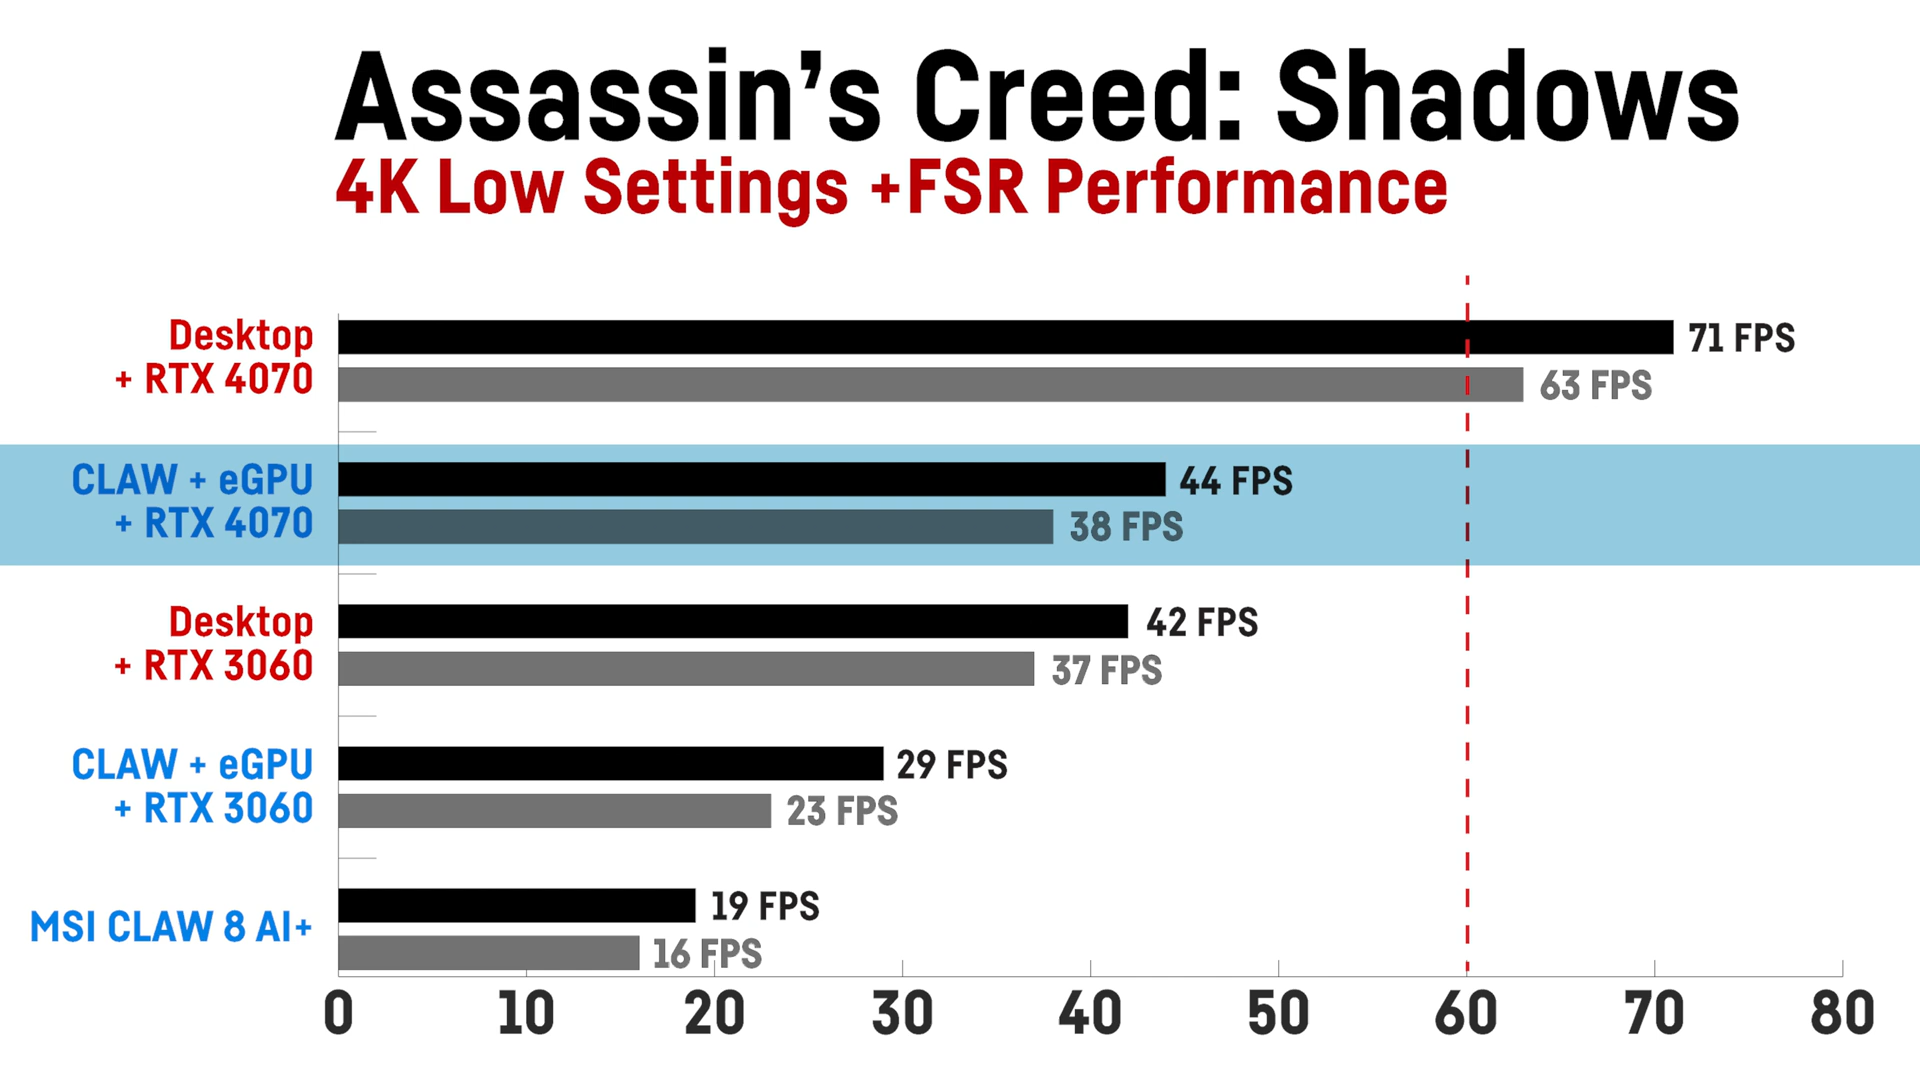 Assassin's Creed: Shadows
4K Low Settings +FSR Performance
Desktop
+ RTX 4070
71 FPS
63 FPS
CLAW + eGPU
+ RTX 4070
44 FPS
38 FPS
Desktop
+ RTX 3060
42 FPS
37 FPS
CLAW + eGPU
+ RTX 3060
29 FPS
23 FPS
MSI CLAW 8 AI+
19 FPS
16 FPS
0 10 20 30 40 50 60 70 80